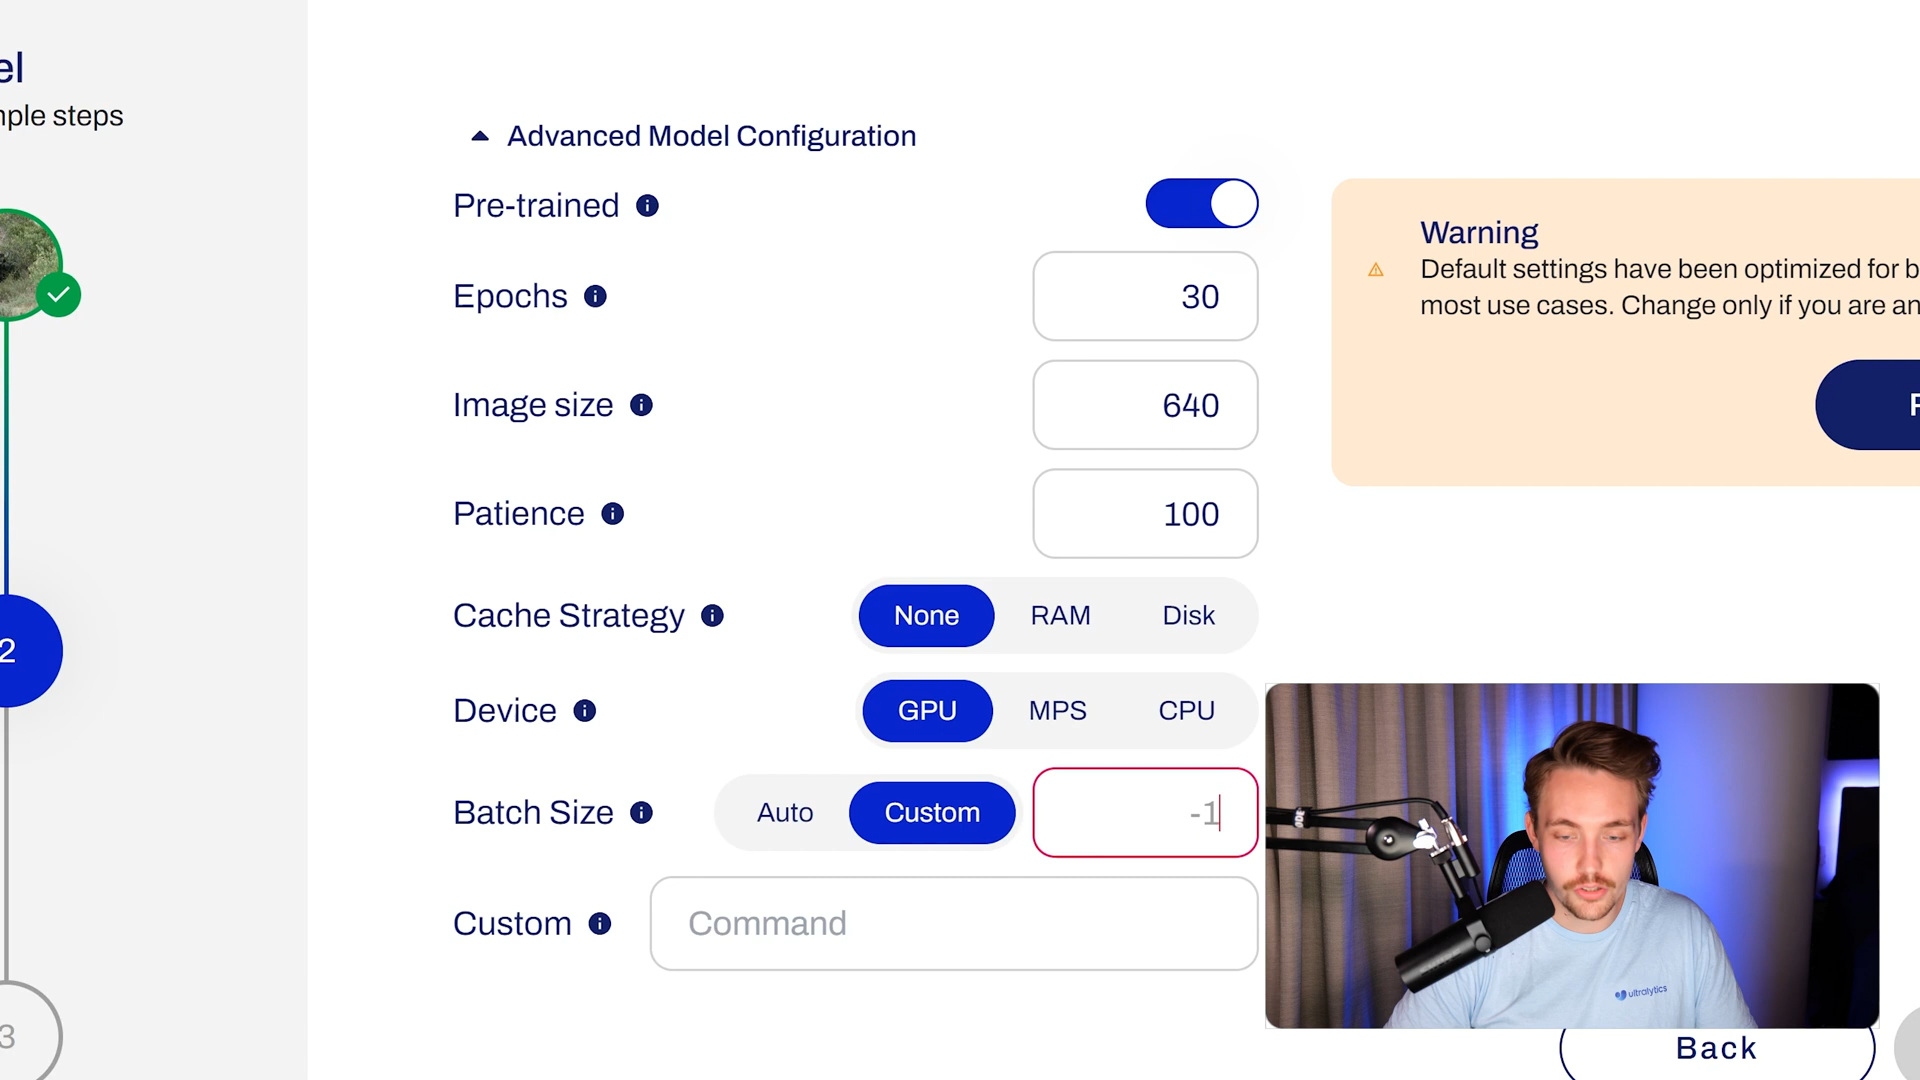 el
mple steps
Advanced Model Configuration
Pre-trained
Epochs
30
Image size
640
Patience
100
Cache Strategy
None
RAM
Disk
Device
GPU
MPS
CPU
Batch Size
Auto
Custom
-1
Custom
Command
Warning
Default settings have been optimized for b
most use cases. Change only if you are an
2
3
ultralytics
Back